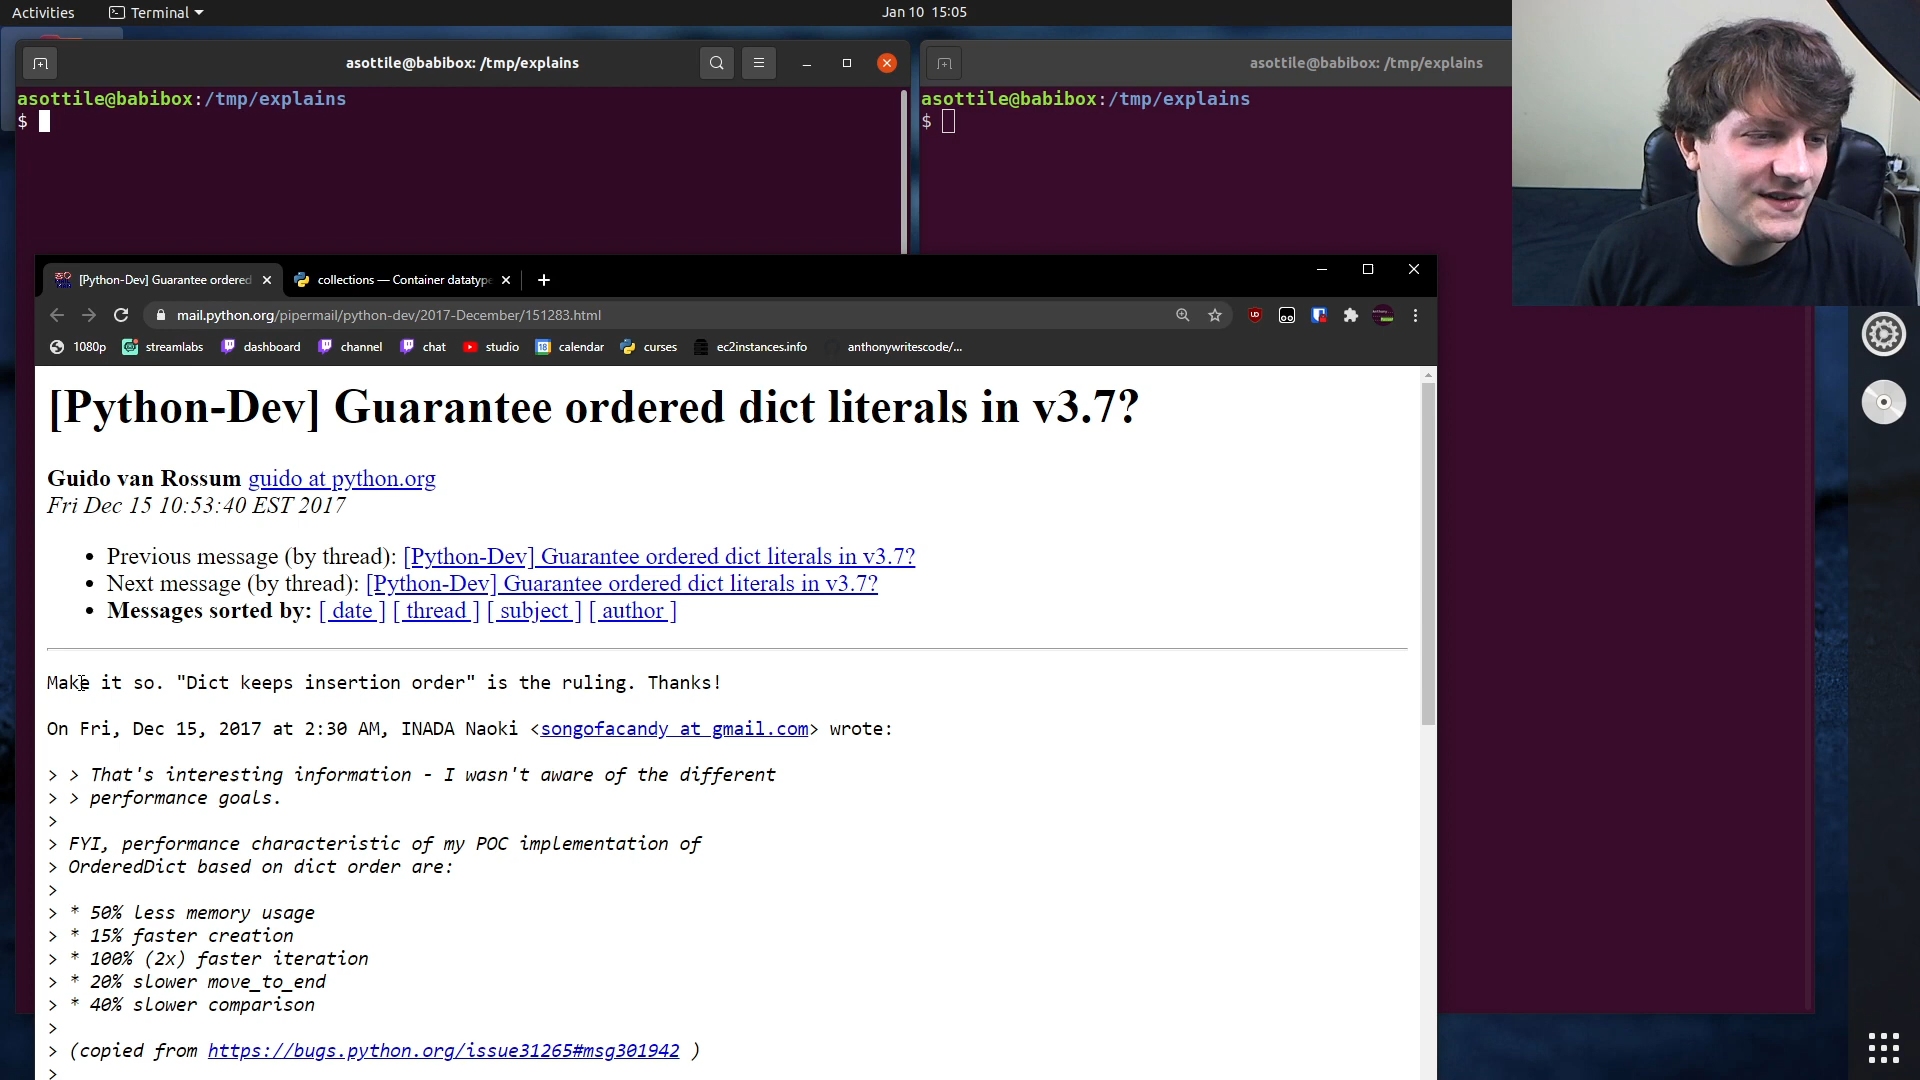 Activities
Terminal
Jan 10 15:05
asottile@babibox: /tmp/explains
asottile@babibox:/tmp/explains
$
asottile@babibox: /tmp/explains
asottile@babibox:/tmp/explains
$
[Python-Dev] Guarantee ordered
collections — Container datatype
mail.python.org/pipermail/python-dev/2017-December/151283.html
1080p
streamlabs
dashboard
channel
chat
studio
calendar
curses
ec2instances.info
anthonywritescode/...
[Python-Dev] Guarantee ordered dict literals in v3.7?
Guido van Rossum guido at python.org
Fri Dec 15 10:53:40 EST 2017
• Previous message (by thread): [Python-Dev] Guarantee ordered dict literals in v3.7?
• Next message (by thread): [Python-Dev] Guarantee ordered dict literals in v3.7?
• Messages sorted by: [ date ] [ thread ] [ subject ] [ author ]
Make it so. "Dict keeps insertion order" is the ruling. Thanks!
On Fri, Dec 15, 2017 at 2:30 AM, INADA Naoki <songofacandy at gmail.com> wrote:
> > That's interesting information - I wasn't aware of the different
> > performance goals.
>
> FYI, performance characteristic of my POC implementation of
> OrderedDict based on dict order are:
>
> * 50% less memory usage
> * 15% faster creation
> * 100% (2x) faster iteration
> * 20% slower move_to_end
> * 40% slower comparison
>
> (copied from https://bugs.python.org/issue31265#msg301942 )
>